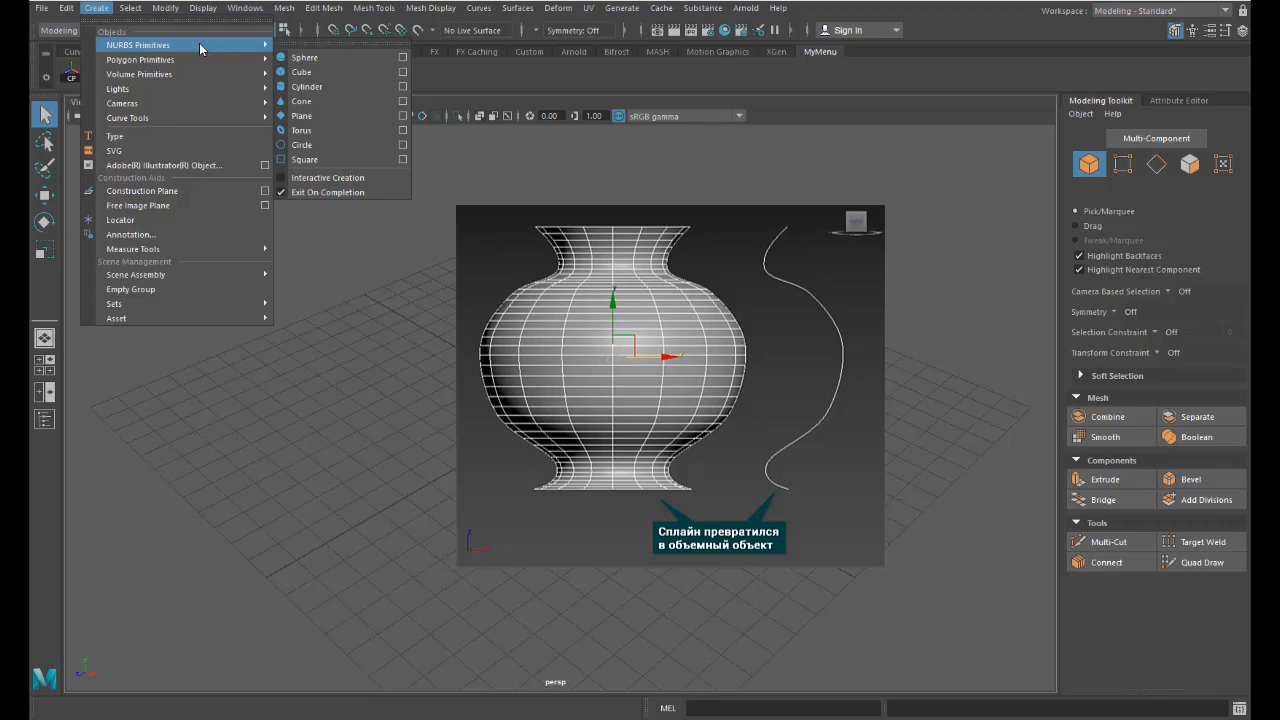 File Edit Create Select Modify Display Windows Mesh Edit Mesh Mesh Tools Mesh Display Curves Surfaces Deform UV Generate Cache Substance Arnold Help
Workspace : Modeling - Standard*
Modeling
No Live Surface
Symmetry: Off
Sign In
FX FX Caching Custom Arnold Bifrost MASH Motion Graphics XGen MyMenu
CP
Objects
NURBS Primitives
Polygon Primitives
Volume Primitives
Lights
Cameras
Curve Tools
Type
SVG
Adobe(R) Illustrator(R) Object...
Construction Aids
Construction Plane
Free Image Plane
Locator
Annotation...
Measure Tools
Scene Management
Scene Assembly
Empty Group
Sets
Asset
Sphere
Cube
Cylinder
Cone
Plane
Torus
Circle
Square
Interactive Creation
Exit On Completion
0.00 1.00 sRGB gamma
Сплайн превратился
в объемный объект
persp
Modeling Toolkit Attribute Editor
Object Help
Multi-Component
Pick/Marquee
Drag
Tweak/Marquee
Highlight Backfaces
Highlight Nearest Component
Camera Based Selection Off
Symmetry: Off
Selection Constraint Off 0
Transform Constraint Off
Soft Selection
Mesh
Combine Separate
Smooth Boolean
Components
Extrude Bevel
Bridge Add Divisions
Tools
Multi-Cut Target Weld
Connect Quad Draw
MEL